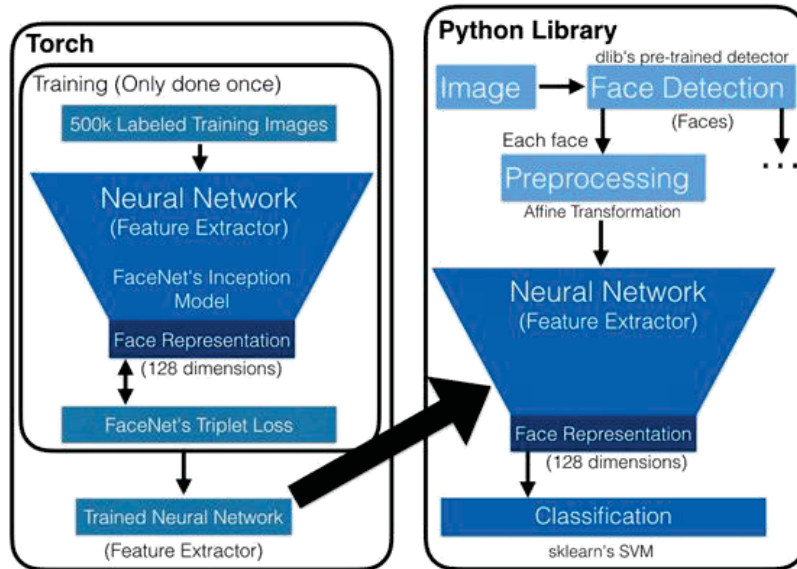 Torch
Training (Only done once)
500k Labeled Training Images
Neural Network
(Feature Extractor)
FaceNet's Inception
Model
Face Representation
(128 dimensions)
FaceNet's Triplet Loss
Trained Neural Network
(Feature Extractor)
Python Library
dlib's pre-trained detector
Image
Face Detection
(Faces)
Each face
...
Preprocessing
Affine Transformation
Neural Network
(Feature Extractor)
Face Representation
(128 dimensions)
Classification
sklearn's SVM